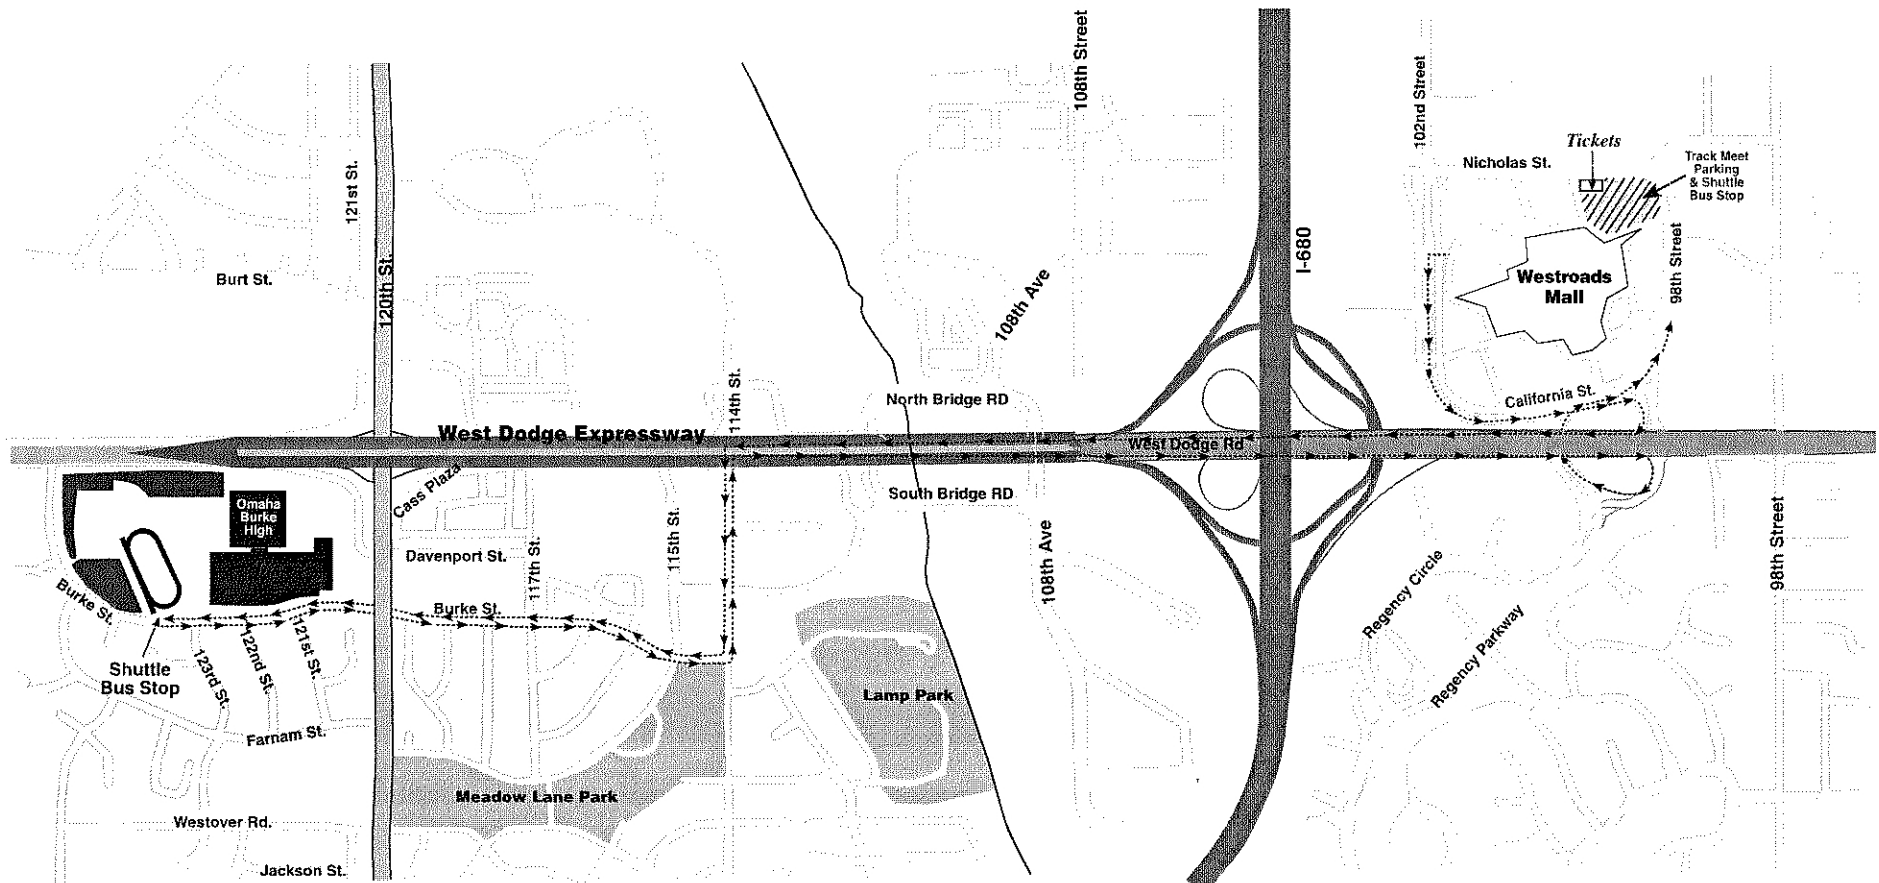 108th Street
102nd Street
Tickets
Nicholas St.
Track Meet
Parking
& Shuttle
Bus Stop
121st St.
120th St.
Burt St.
I-680
Westroads
Mall
98th Street
108th Ave
114th St.
North Bridge RD
California St.
West Dodge Expressway
West Dodge Rd
Cass Plaza
South Bridge RD
Omaha
Burke
High
Davenport St.
117th St.
115th St.
108th Ave
98th Street
Burke St.
Burke St.
Regency Circle
Regency Parkway
Shuttle
Bus Stop
123rd St.
122nd St.
121st St.
Lamp Park
Farnam St.
Meadow Lane Park
Westover Rd.
Jackson St.